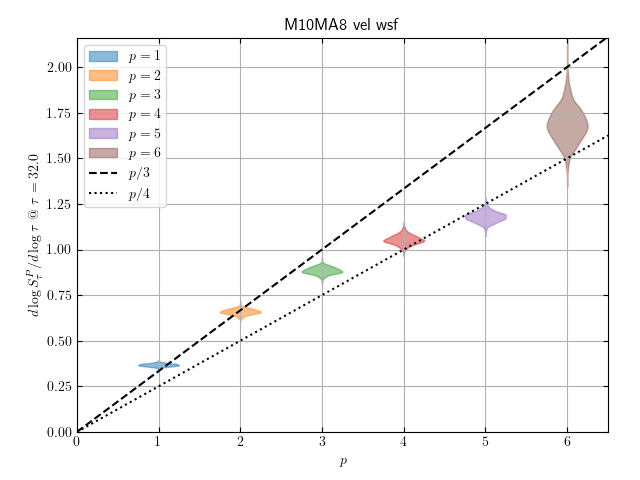 M10MA8 vel wsf
d log S_τ^P / d log τ @ τ = 32.0
2.00
1.75
1.50
1.25
1.00
0.75
0.50
0.25
0.00
p = 1
p = 2
p = 3
p = 4
p = 5
p = 6
p/3
p/4
0 1 2 3 4 5 6
p